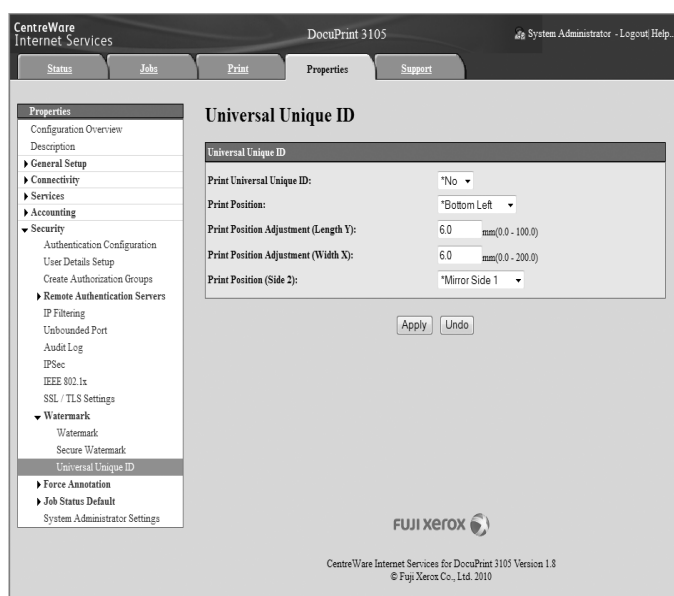 CentreWare
Internet Services
DocuPrint 3105
System Administrator - Logout| Help..
Status
Jobs
Print
Properties
Support
Properties
Configuration Overview
Description
General Setup
Connectivity
Services
Accounting
Security
Authentication Configuration
User Details Setup
Create Authorization Groups
Remote Authentication Servers
IP Filtering
Unbounded Port
Audit Log
IPSec
IEEE 802.1x
SSL / TLS Settings
Watermark
Watermark
Secure Watermark
Universal Unique ID
Force Annotation
Job Status Default
System Administrator Settings
Universal Unique ID
Universal Unique ID
Print Universal Unique ID: *No
Print Position: *Bottom Left
Print Position Adjustment (Length Y): 6.0 mm(0.0 - 100.0)
Print Position Adjustment (Width X): 6.0 mm(0.0 - 200.0)
Print Position (Side 2): *Mirror Side 1
Apply Undo
FUJI xerox
CentreWare Internet Services for DocuPrint 3105 Version 1.8
© Fuji Xerox Co., Ltd. 2010